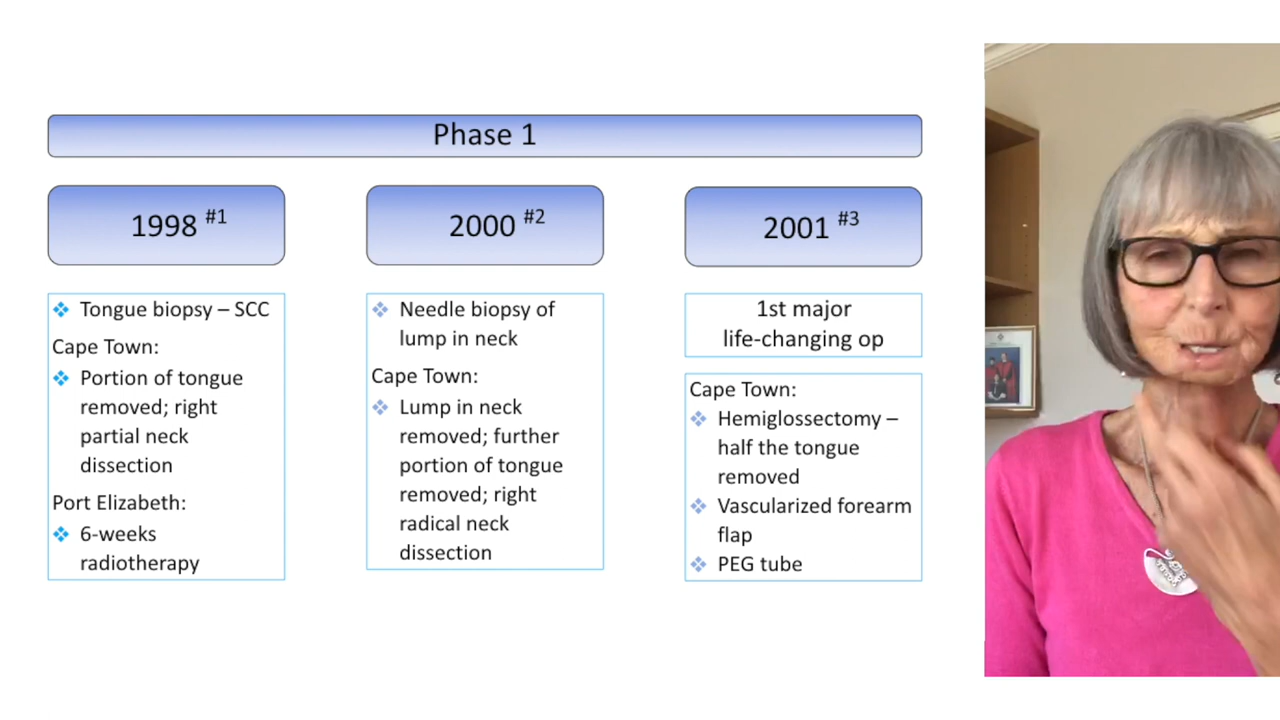 Phase 1
1998 #1
2000 #2
2001 #3
❖ Tongue biopsy – SCC
Cape Town:
❖ Portion of tongue
removed; right
partial neck
dissection
Port Elizabeth:
❖ 6-weeks
radiotherapy
❖ Needle biopsy of
lump in neck
Cape Town:
❖ Lump in neck
removed; further
portion of tongue
removed; right
radical neck
dissection
1st major
life-changing op
Cape Town:
❖ Hemiglossectomy –
half the tongue
removed
❖ Vascularized forearm
flap
❖ PEG tube